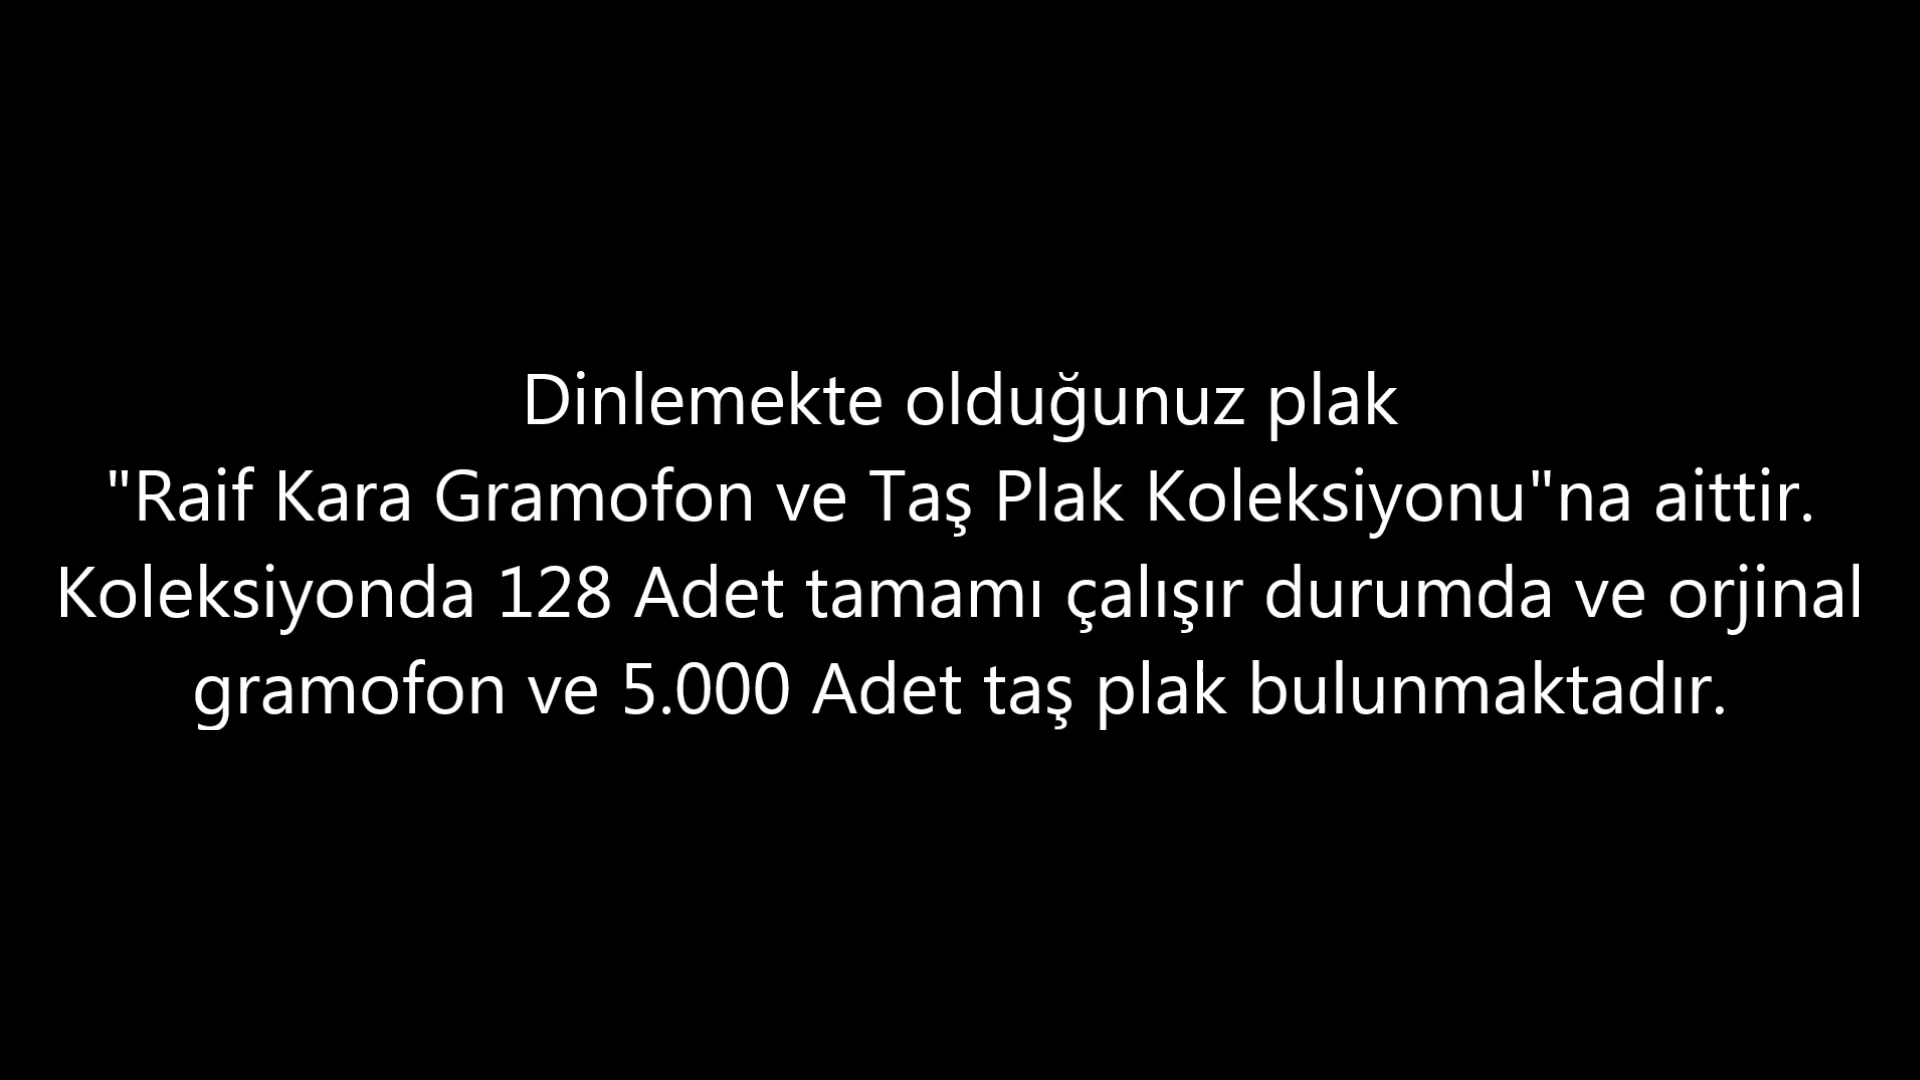 Dinlemekte olduğunuz plak
"Raif Kara Gramofon ve Taş Plak Koleksiyonu"na aittir.
Koleksiyonda 128 Adet tamamı çalışır durumda ve orjinal
gramofon ve 5.000 Adet taş plak bulunmaktadır.